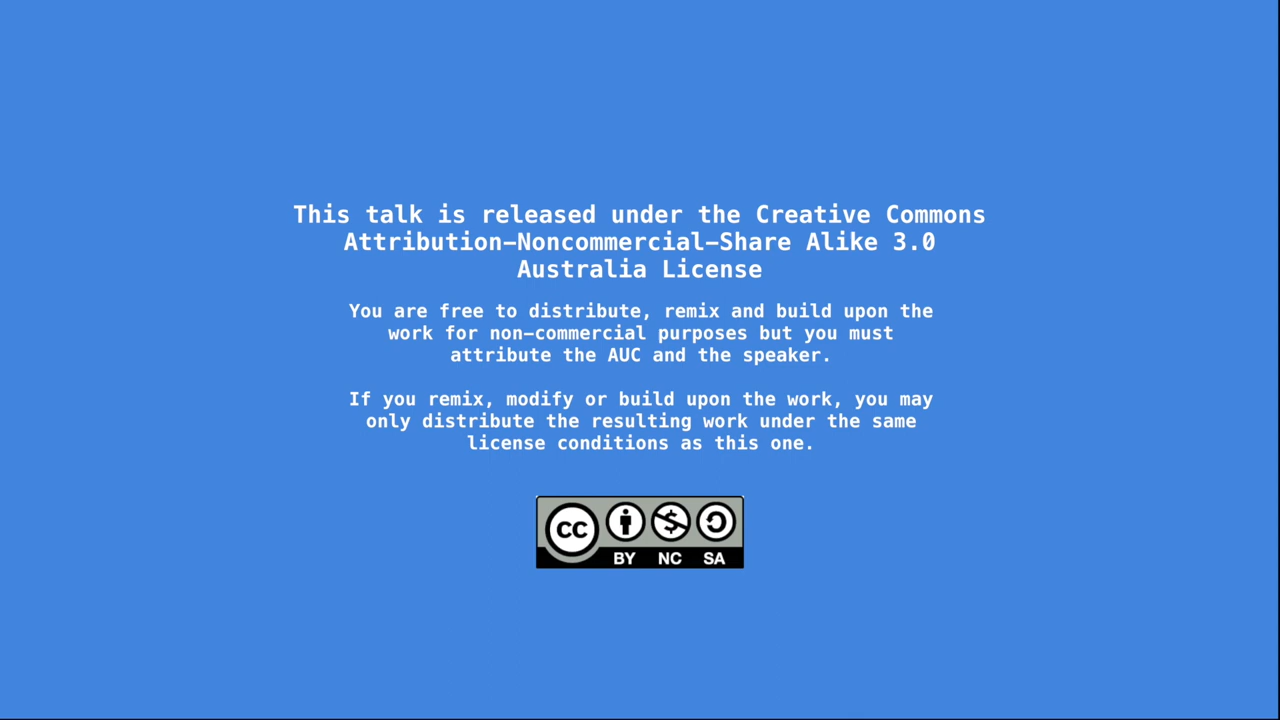 This talk is released under the Creative Commons
Attribution-Noncommercial-Share Alike 3.0
Australia License
You are free to distribute, remix and build upon the
work for non-commercial purposes but you must
attribute the AUC and the speaker.
If you remix, modify or build upon the work, you may
only distribute the resulting work under the same
license conditions as this one.
CC
BY NC SA